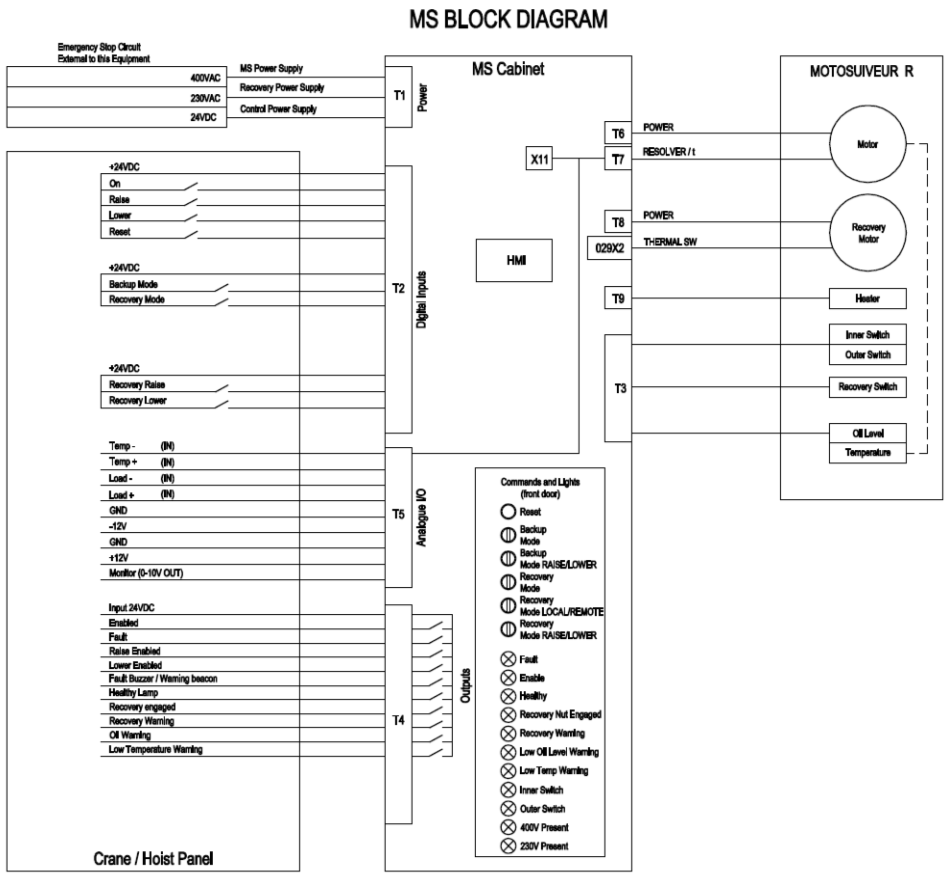 MS BLOCK DIAGRAM
Emergency Stop Circuit
External to this Equipment
400VAC
MS Power Supply
230VAC
Recovery Power Supply
24VDC
Control Power Supply
T1
Power
MS Cabinet
MOTOSUIVEUR R
+24VDC
On
Raise
Lower
Reset
+24VDC
Backup Mode
Recovery Mode
+24VDC
Recovery Raise
Recovery Lower
T2
Digital Inputs
X11
HMI
T6
POWER
T7
RESOLVER / t
Motor
T8
POWER
029X2
THERMAL SW
Recovery
Motor
T9
Heater
T3
Inner Switch
Outer Switch
Recovery Switch
Oil Level
Temperature
Temp - (IN)
Temp + (IN)
Load - (IN)
Load + (IN)
GND
-12V
GND
+12V
Monitor (0-10V OUT)
T5
Analogue I/O
Input 24VDC
Enabled
Fault
Raise Enabled
Lower Enabled
Fault Buzzer / Warning beacon
Healthy Lamp
Recovery engaged
Recovery Warning
Oil Warning
Low Temperature Warning
T4
Outputs
Commands and Lights
(front door)
Reset
Backup
Mode
Backup
Mode RAISE/LOWER
Recovery
Mode
Recovery
Mode LOCAL/REMOTE
Recovery
Mode RAISE/LOWER
Fault
Enable
Healthy
Recovery Nut Engaged
Recovery Warning
Low Oil Level Warning
Low Temp Warning
Inner Switch
Outer Switch
400V Present
230V Present
Crane / Hoist Panel